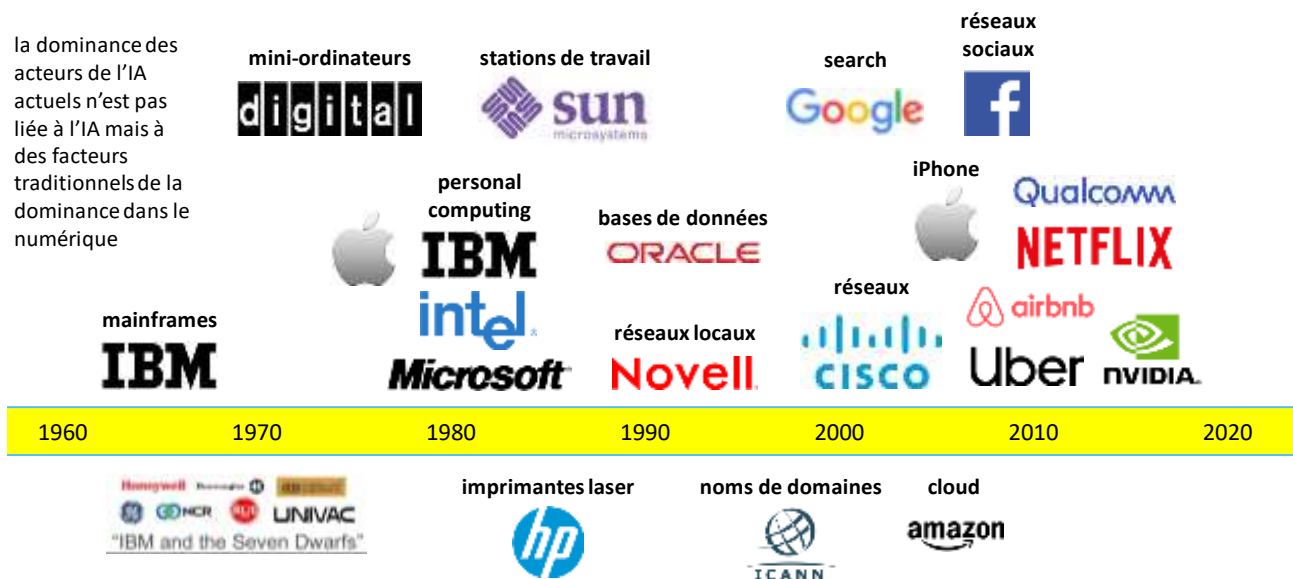 la dominance des
acteurs de l’IA
actuels n’est pas
liée à l’IA mais à
des facteurs
traditionnels de la
dominance dans le
numérique
mini-ordinateurs
digital
stations de travail
sun
microsystems
search
Google
réseaux
sociaux
f
personal
computing
IBM
intel
Microsoft
bases de données
ORACLE
réseaux locaux
Novell
iPhone
Qualcomm
NETFLIX
réseaux
CISCO
airbnb
Uber
NVIDIA
mainframes
IBM
1960 1970 1980 1990 2000 2010 2020
Honeywell
NCR
UNIVAC
"IBM and the Seven Dwarfs"
imprimantes laser
hp
noms de domaines
ICANN
cloud
amazon